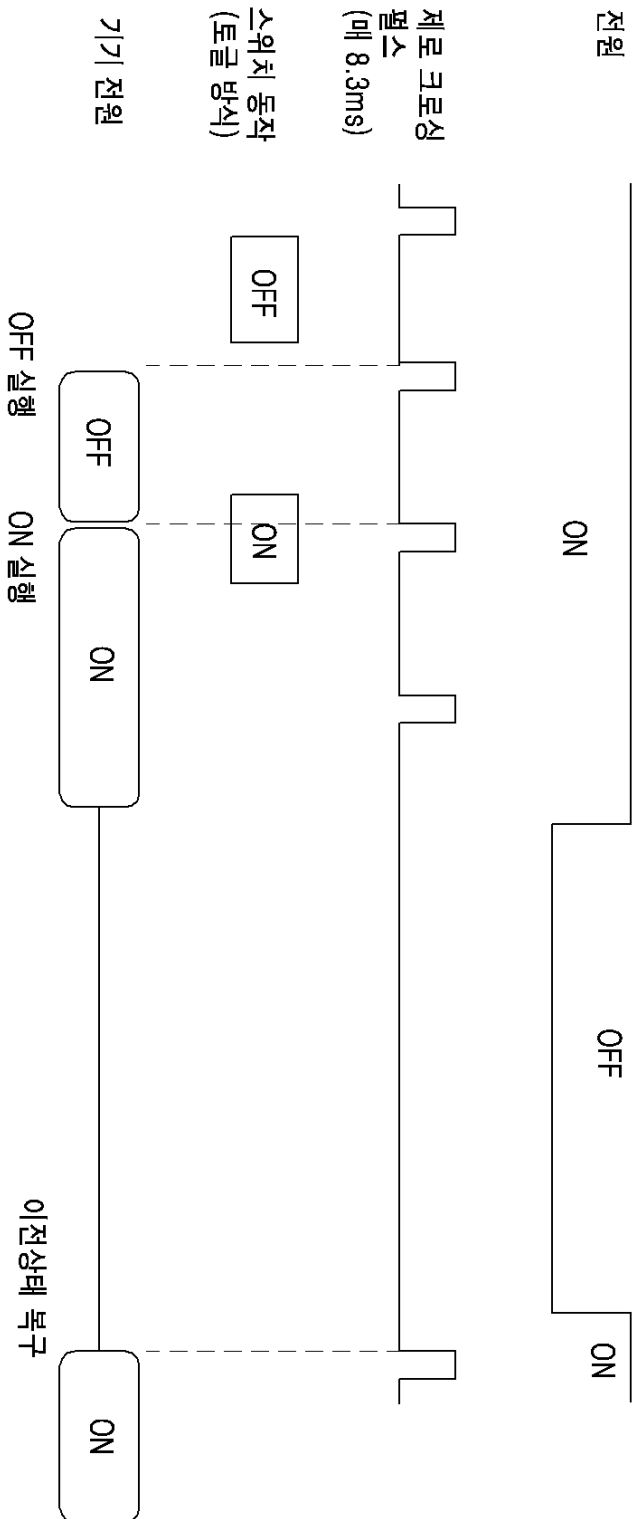 전원
ON
OFF
ON
제로 크로싱
펄스
(매 8.3ms)
스위치 동작
(토글 방식)
OFF
ON
기기 전원
OFF
ON
ON
OFF 실행
ON 실행
이전상태 복구